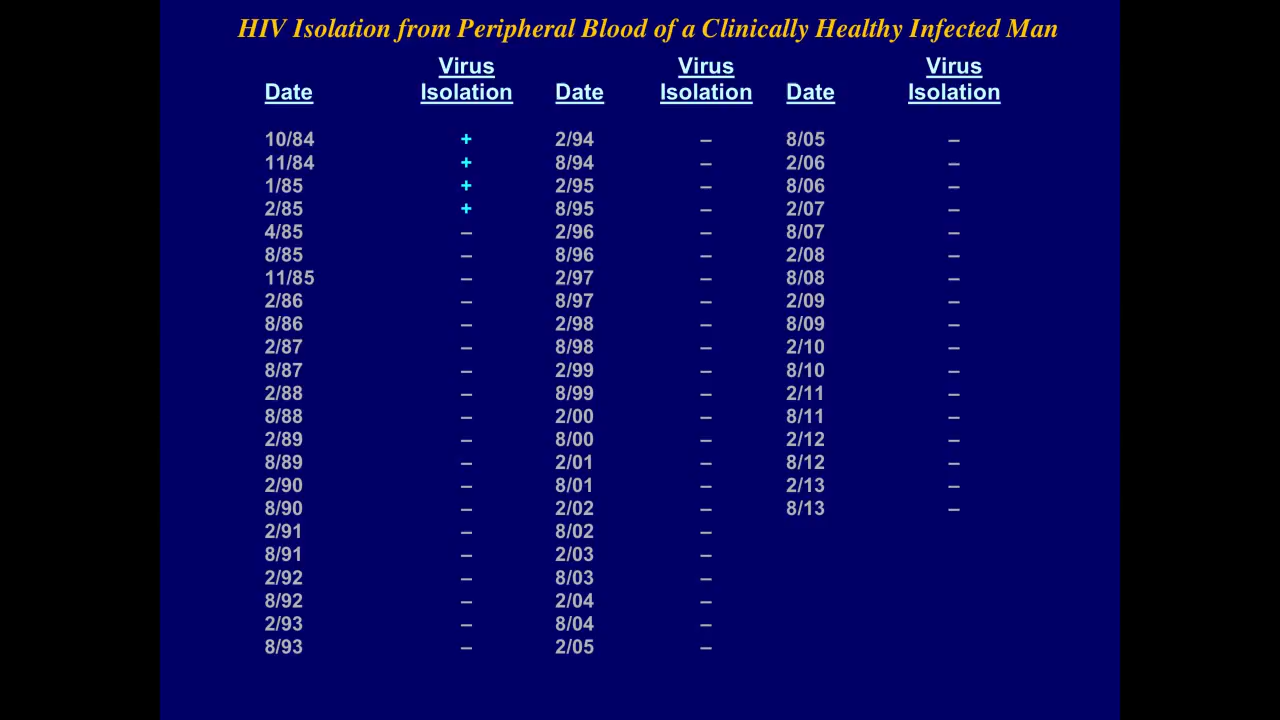 HIV Isolation from Peripheral Blood of a Clinically Healthy Infected Man
Virus Virus Virus
Date Isolation Date Isolation Date Isolation
10/84 + 2/94 – 8/05 –
11/84 + 8/94 – 2/06 –
1/85 + 2/95 – 8/06 –
2/85 + 8/95 – 2/07 –
4/85 – 2/96 – 8/07 –
8/85 – 8/96 – 2/08 –
11/85 – 2/97 – 8/08 –
2/86 – 8/97 – 2/09 –
8/86 – 2/98 – 8/09 –
2/87 – 8/98 – 2/10 –
8/87 – 2/99 – 8/10 –
2/88 – 8/99 – 2/11 –
8/88 – 2/00 – 8/11 –
2/89 – 8/00 – 2/12 –
8/89 – 2/01 – 8/12 –
2/90 – 8/01 – 2/13 –
8/90 – 2/02 – 8/13 –
2/91 – 8/02 –
8/91 – 2/03 –
2/92 – 8/03 –
8/92 – 2/04 –
2/93 – 8/04 –
8/93 – 2/05 –